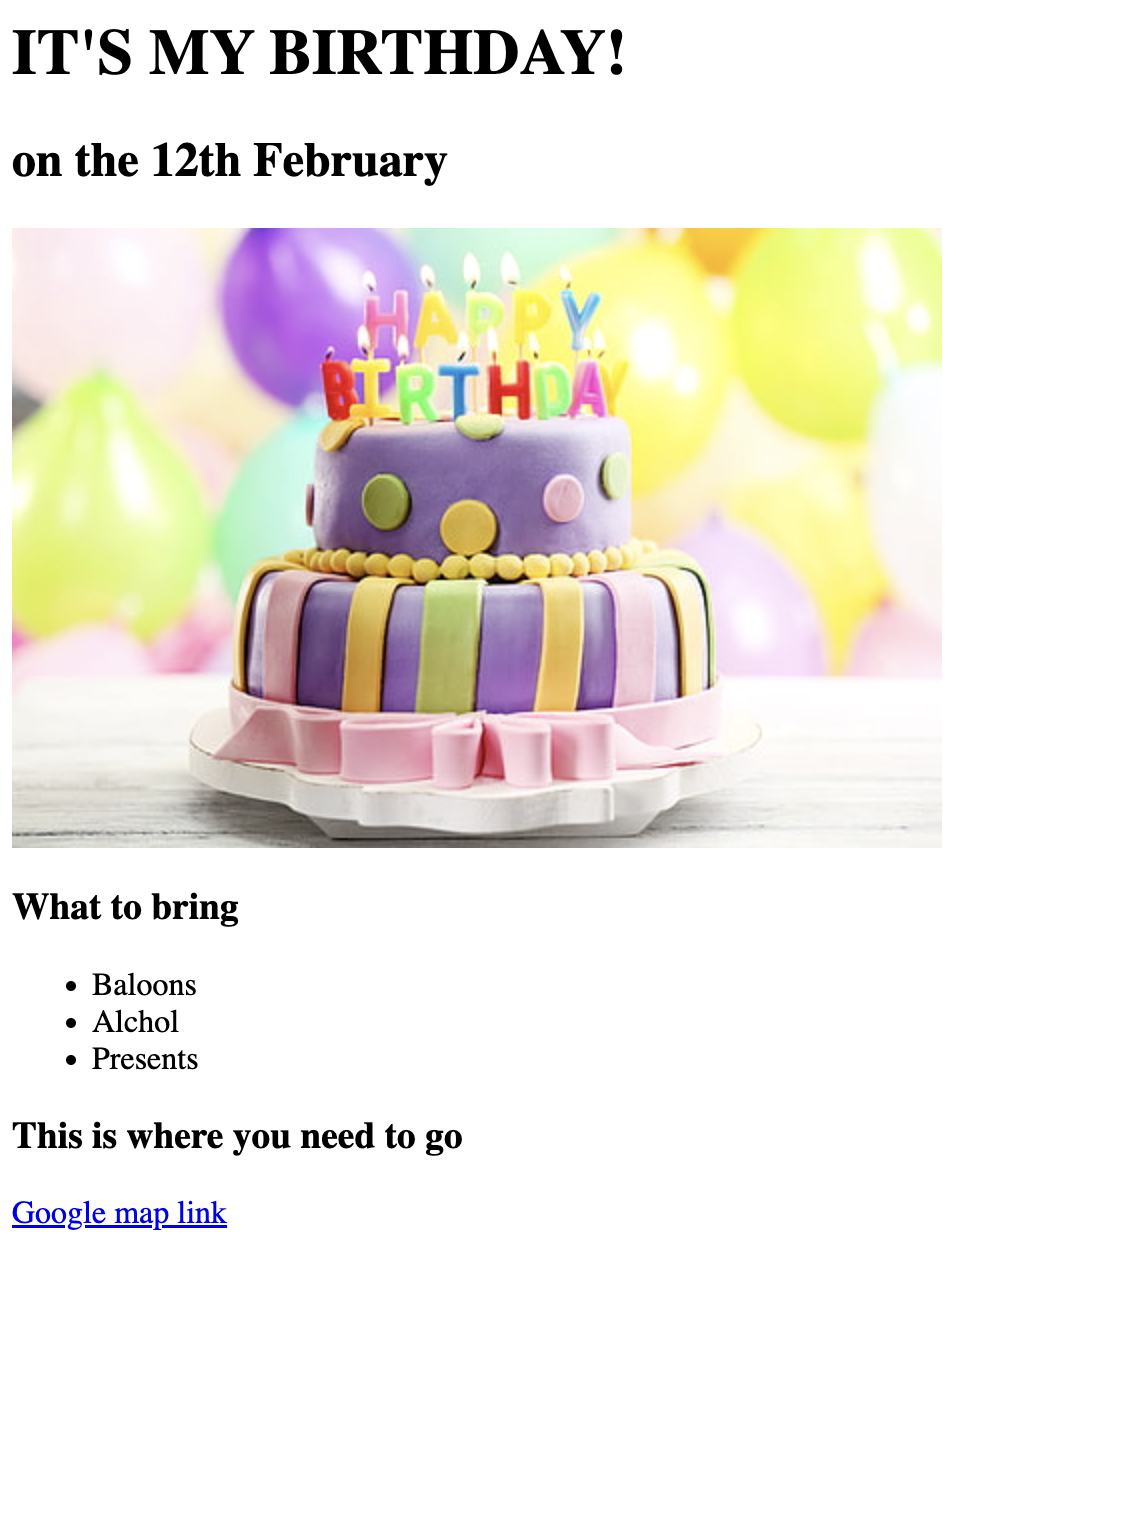 IT'S MY BIRTHDAY!
on the 12th February
HAPPY
BIRTHDAY
What to bring
Baloons
Alchol
Presents
This is where you need to go
Google map link